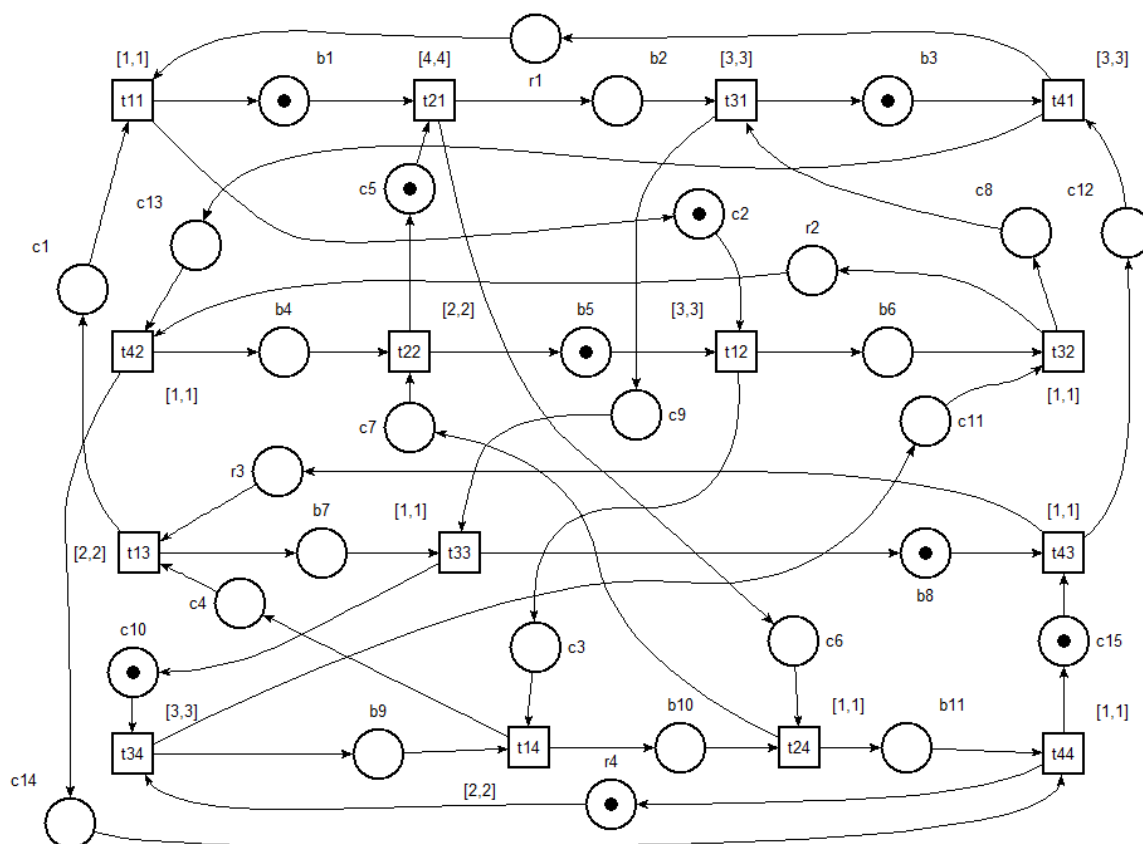 [1,1] b1 [4,4] r1 b2 [3,3] b3 [3,3]
t11 t21 t31 t41
c13 c5 c2 c8 c12
c1 r2
b4 [2,2] b5 [3,3] b6
t42 t22 t12 t32
[1,1] c7 c9 c11 [1,1]
r3 b7 [1,1] [1,1]
[2,2] t13 t33 t43
c4 b8
c10 c3 c6 c15
[3,3] b9 b10 [1,1] b11 [1,1]
t34 t14 t24 t44
c14 [2,2] r4